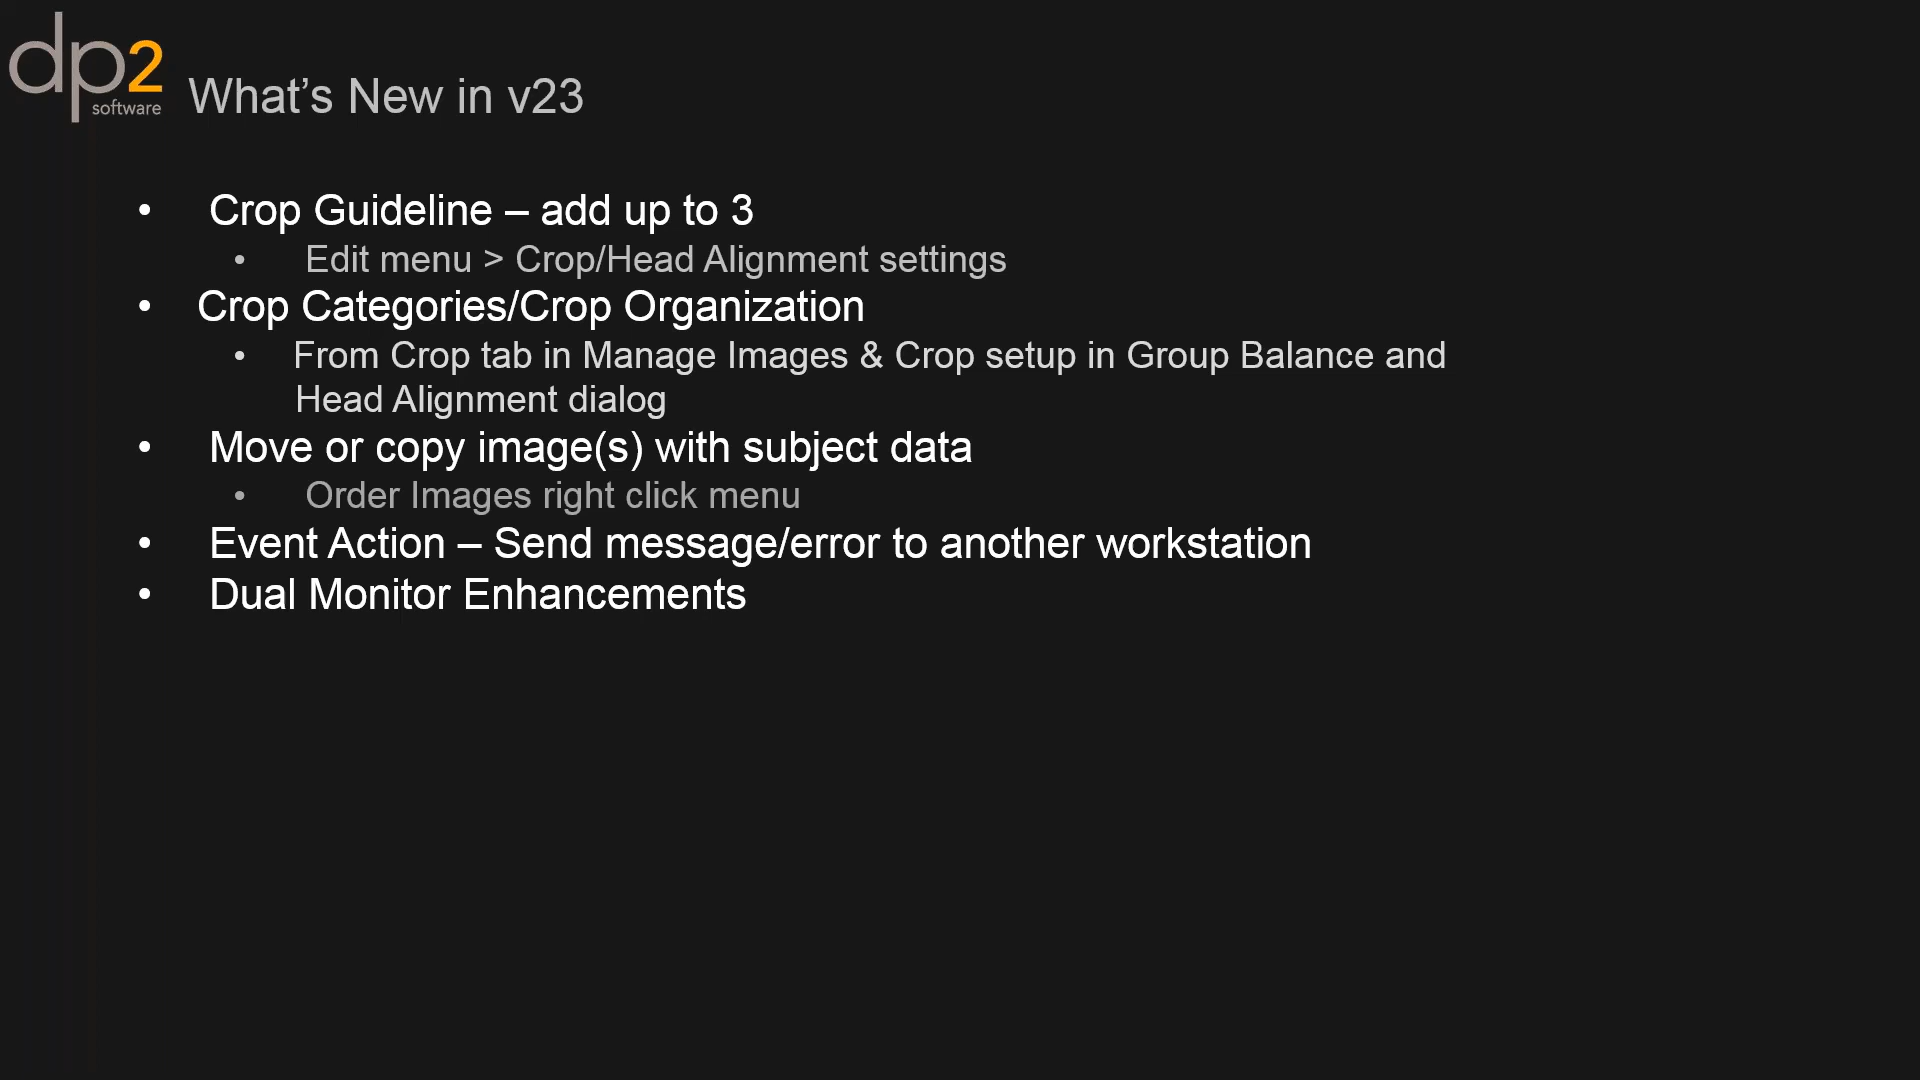 dp2
software
What’s New in v23
• Crop Guideline – add up to 3
• Edit menu > Crop/Head Alignment settings
• Crop Categories/Crop Organization
• From Crop tab in Manage Images & Crop setup in Group Balance and
Head Alignment dialog
• Move or copy image(s) with subject data
• Order Images right click menu
• Event Action – Send message/error to another workstation
• Dual Monitor Enhancements